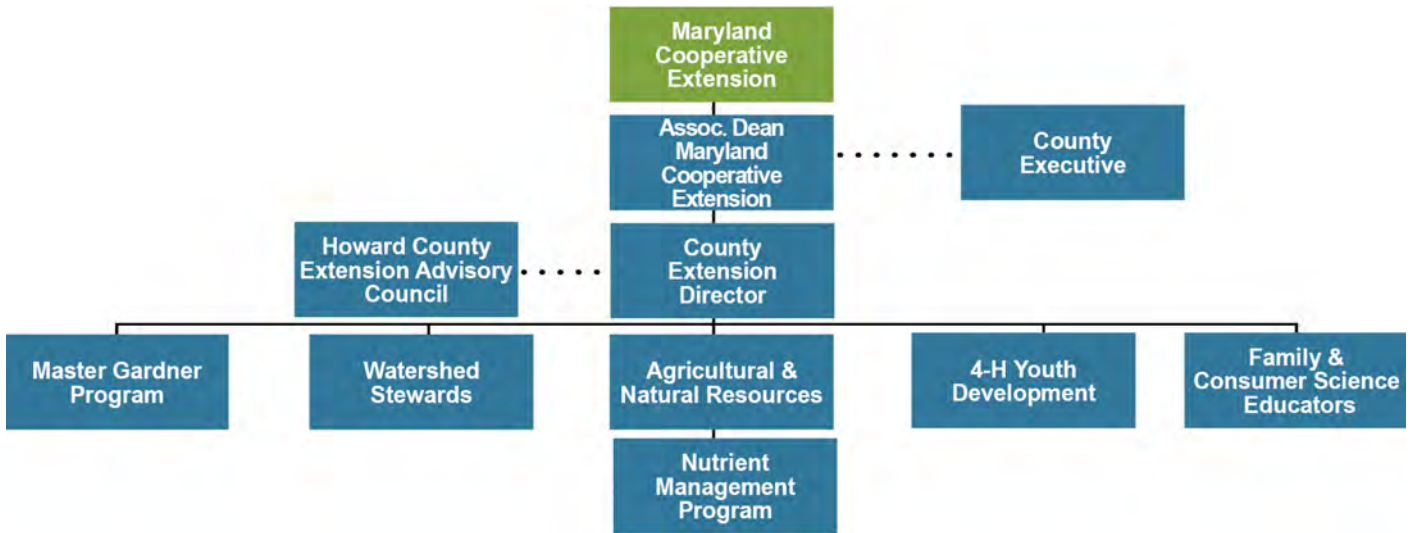 Maryland
Cooperative
Extension
Assoc. Dean
Maryland
Cooperative
Extension
County
Executive
Howard County
Extension Advisory
Council
County
Extension
Director
Master Gardner
Program
Watershed
Stewards
Agricultural &
Natural Resources
4-H Youth
Development
Family &
Consumer Science
Educators
Nutrient
Management
Program